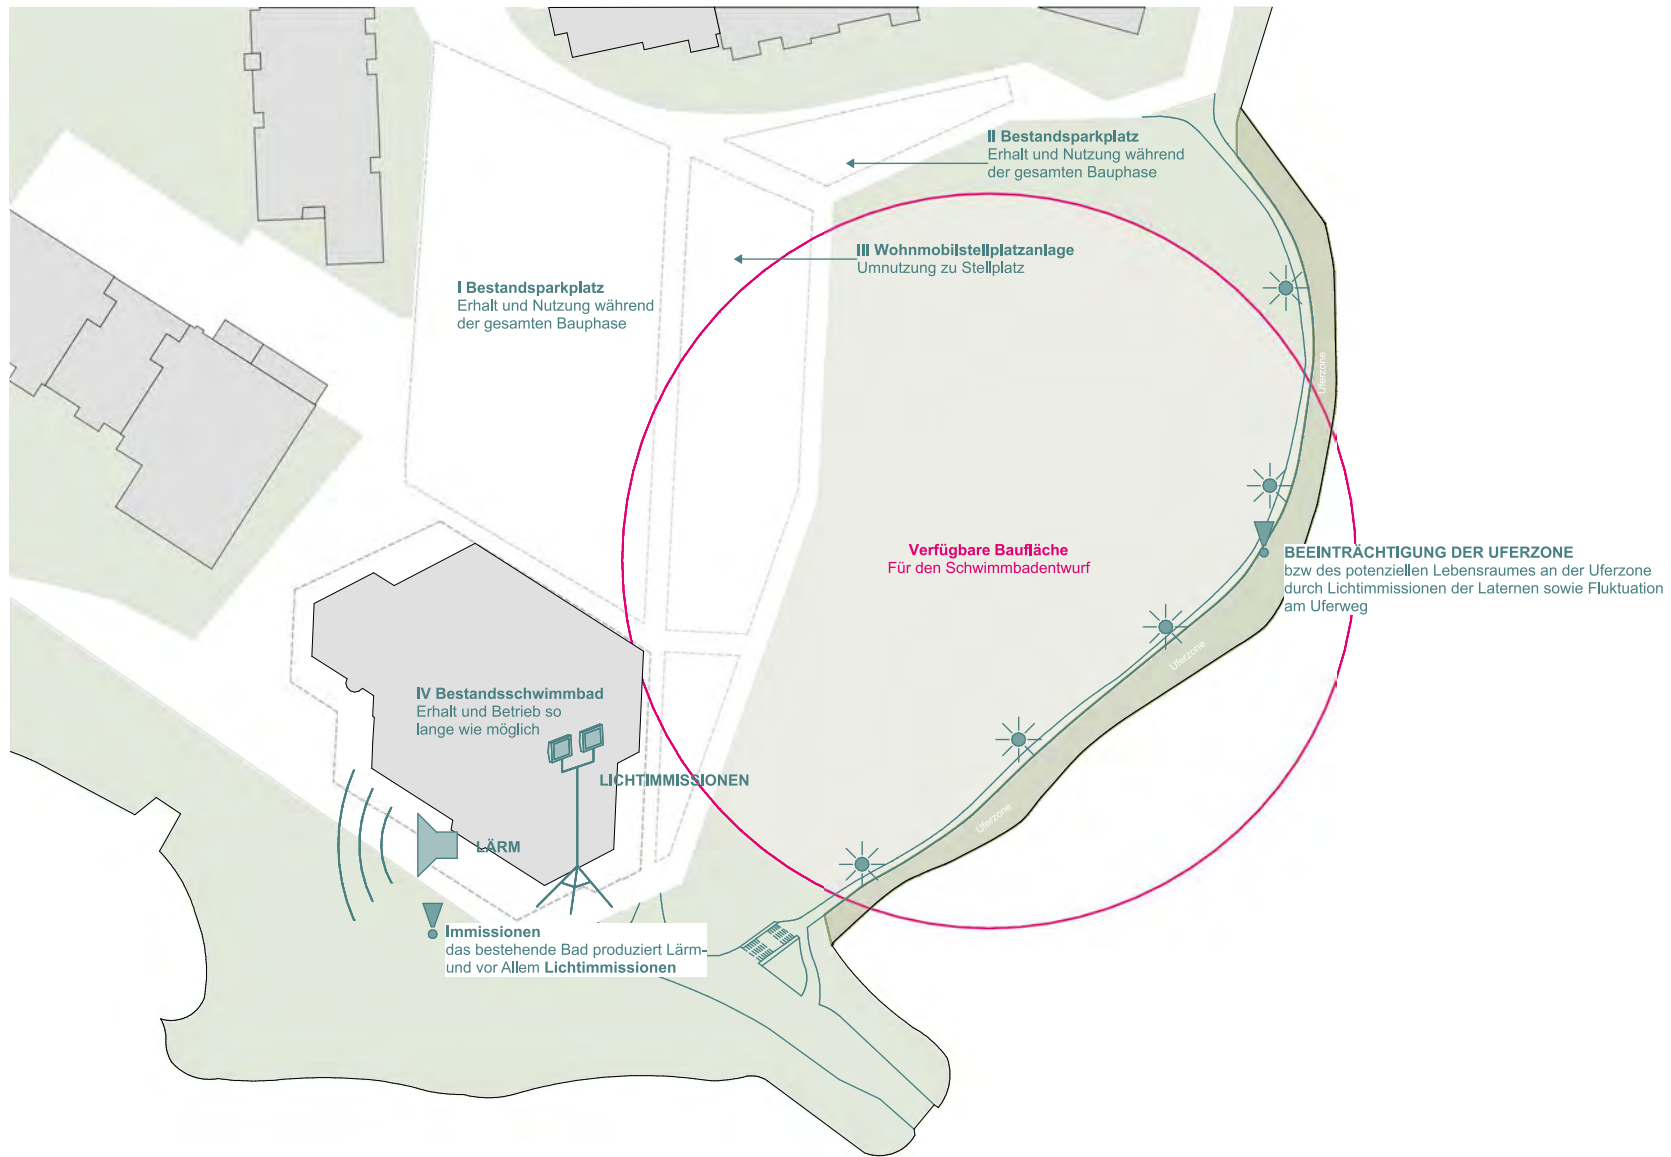 II Bestandsparkplatz
Erhalt und Nutzung während
der gesamten Bauphase
III Wohnmobilstellplatzanlage
Umnutzung zu Stellplatz
I Bestandsparkplatz
Erhalt und Nutzung während
der gesamten Bauphase
Uferzone
Verfügbare Baufläche
Für den Schwimmbadentwurf
BEEINTRÄCHTIGUNG DER UFERZONE
bzw des potenziellen Lebensraumes an der Uferzone
durch Lichtimmissionen der Laternen sowie Fluktuation
am Uferweg
Uferzone
IV Bestandsschwimmbad
Erhalt und Betrieb so
lange wie möglich
LICHTIMMISSIONEN
Uferzone
LÄRM
Immissionen
das bestehende Bad produziert Lärm-
und vor Allem Lichtimmissionen